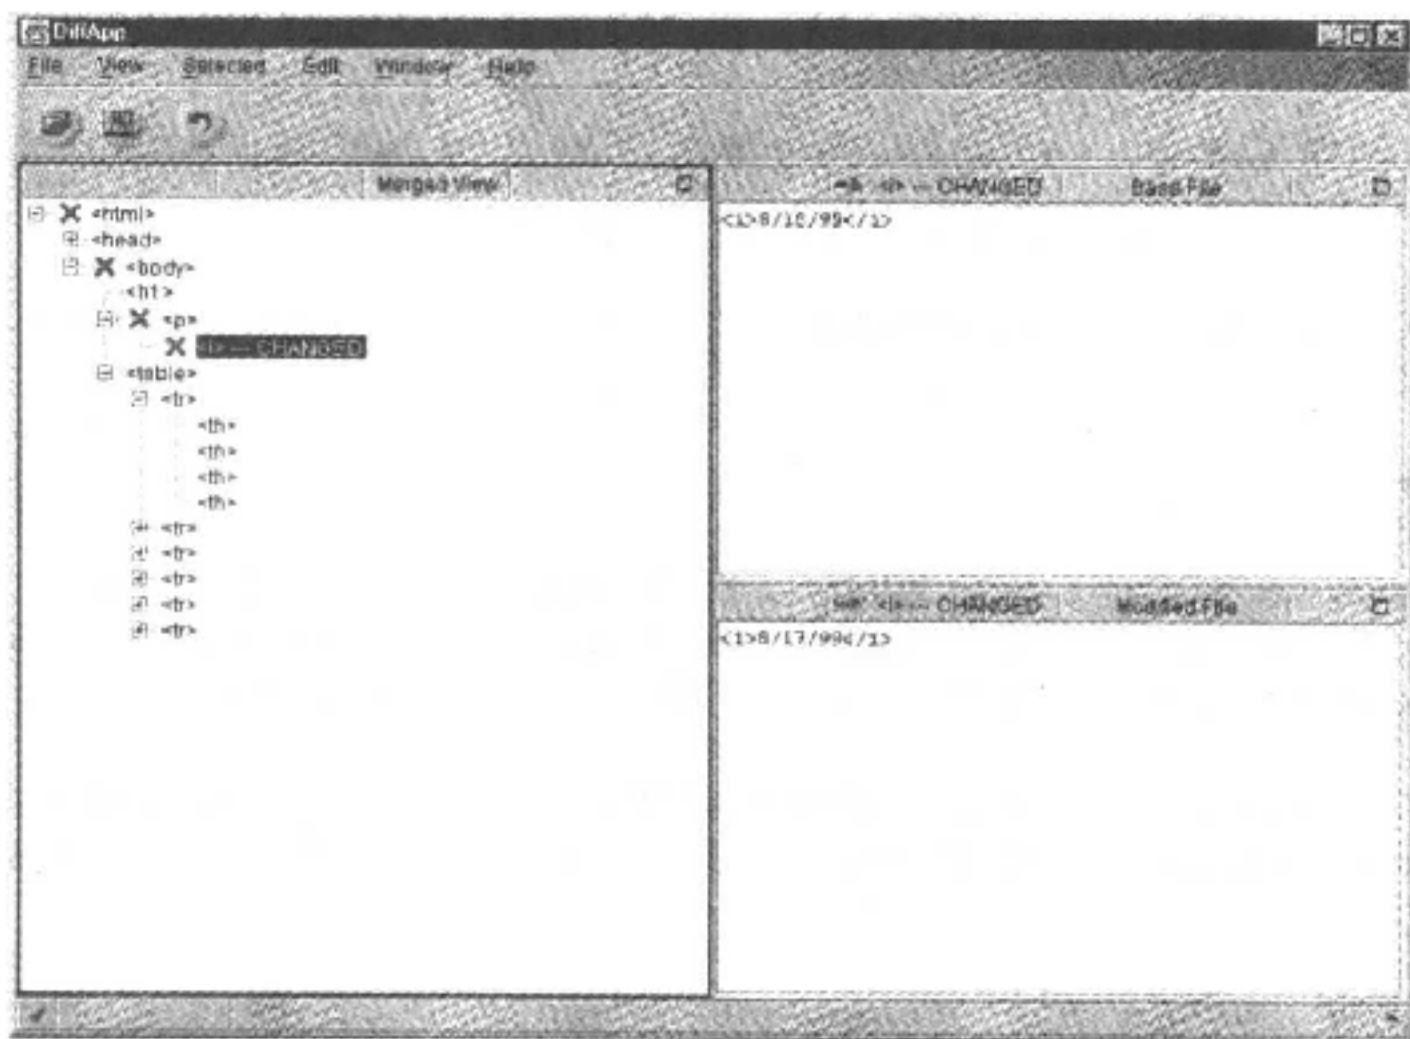 DiffApp
File View Selected Edit Window Help
Merged View
<html>
<head>
<body>
<h1>
<p>
<i> -- CHANGED
<table>
<tr>
<th>
<th>
<th>
<th>
<tr>
<tr>
<tr>
<tr>
<tr>
<i> -- CHANGED Base File
<i>8/18/99</i>
<i> -- CHANGED Modified File
<i>8/17/99</i>